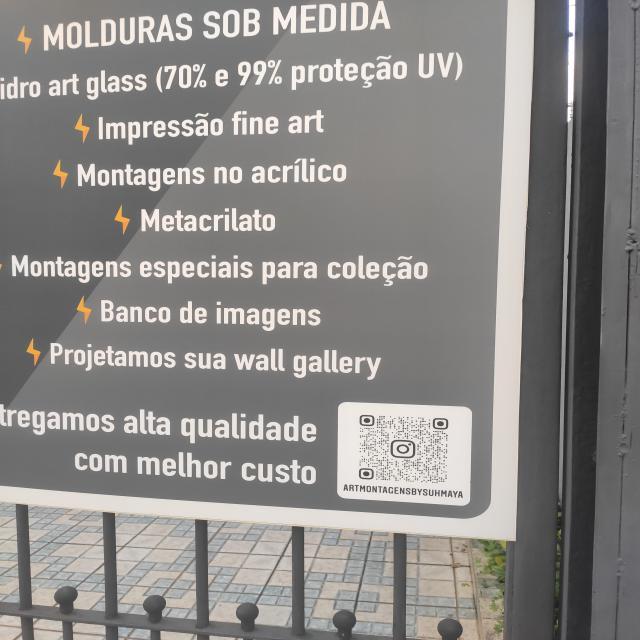 MOLDURAS SOB MEDIDA
idro art glass (70% e 99% proteção UV)
Impressão fine art
Montagens no acrílico
Metacrilato
Montagens especiais para coleção
Banco de imagens
Projetamos sua wall gallery
tregamos alta qualidade
com melhor custo
ARTMONTAGENSBYSUHMAYA